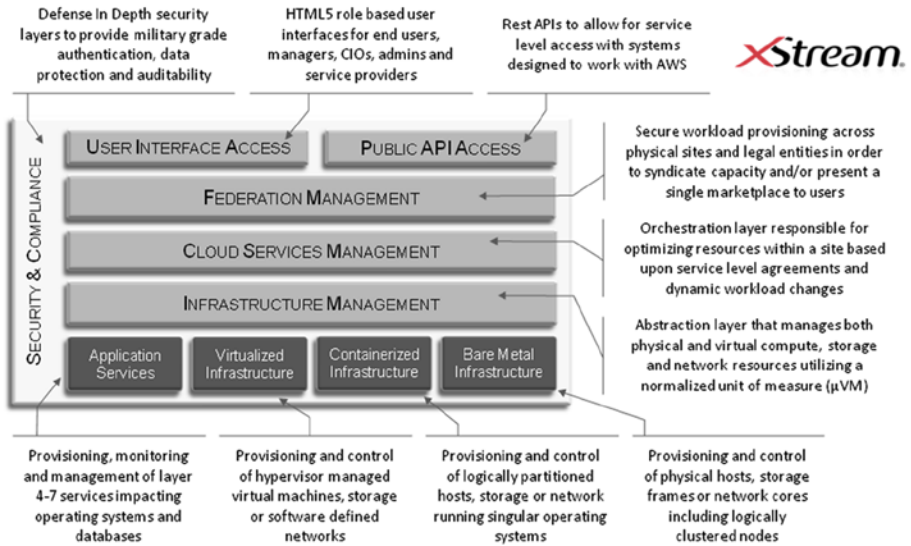 Defense In Depth security
layers to provide military grade
authentication, data
protection and auditability
HTML5 role based user
interfaces for end users,
managers, CIOs, admins and
service providers
Rest APIs to allow for service
level access with systems
designed to work with AWS
xStream.
SECURITY & COMPLIANCE
USER INTERFACE ACCESS
PUBLIC API ACCESS
FEDERATION MANAGEMENT
CLOUD SERVICES MANAGEMENT
INFRASTRUCTURE MANAGEMENT
Application
Services
Virtualized
Infrastructure
Containerized
Infrastructure
Bare Metal
Infrastructure
Secure workload provisioning across
physical sites and legal entities in order
to syndicate capacity and/or present a
single marketplace to users
Orchestration layer responsible for
optimizing resources within a site based
upon service level agreements and
dynamic workload changes
Abstraction layer that manages both
physical and virtual compute, storage
and network resources utilizing a
normalized unit of measure (µVM)
Provisioning, monitoring
and management of layer
4-7 services impacting
operating systems and
databases
Provisioning and control
of hypervisor managed
virtual machines, storage
or software defined
networks
Provisioning and control
of logically partitioned
hosts, storage or network
running singular operating
systems
Provisioning and control
of physical hosts, storage
frames or network cores
including logically
clustered nodes